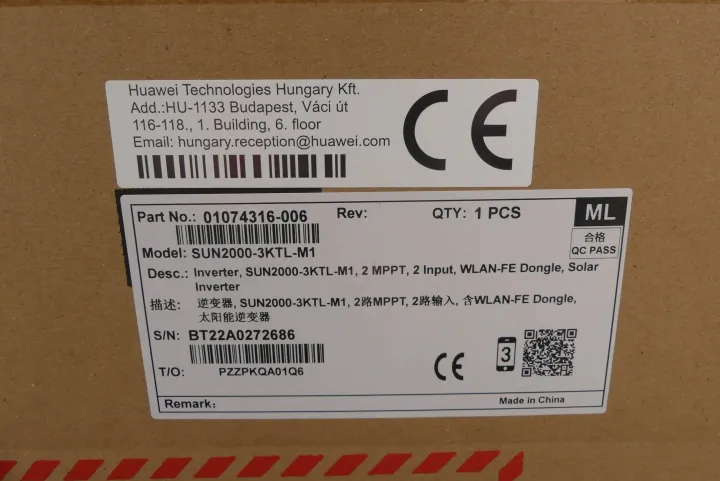 Huawei Technologies Hungary Kft.
Add.:HU-1133 Budapest, Váci út
116-118., 1. Building, 6. floor
Email: hungary.reception@huawei.com
CE
Part No.: 01074316-006 Rev: QTY: 1 PCS ML
合格
QC PASS
Model: SUN2000-3KTL-M1
Desc.: Inverter, SUN2000-3KTL-M1, 2 MPPT, 2 Input, WLAN-FE Dongle, Solar
Inverter
描述: 逆变器, SUN2000-3KTL-M1, 2路MPPT, 2路输入, 含WLAN-FE Dongle,
太阳能逆变器
S/N: BT22A0272686
T/O: PZZPKQA01Q6
CE
3
Remark: Made in China